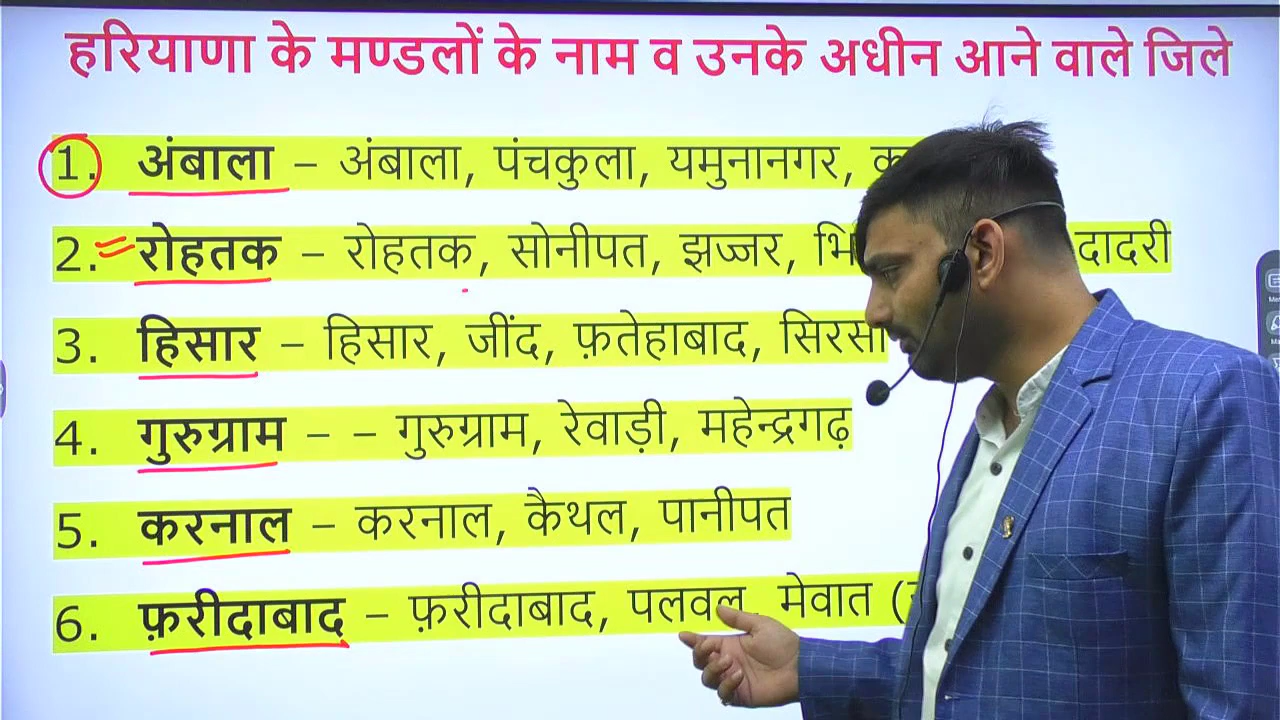 हरियाणा के मण्डलों के नाम व उनके अधीन आने वाले जिले
1. अंबाला – अंबाला, पंचकुला, यमुनानगर,
2. रोहतक – रोहतक, सोनीपत, झज्जर, दादरी
3. हिसार – हिसार, जींद, फ़तेहाबाद, सिरसा
4. गुरुग्राम – – गुरुग्राम, रेवाड़ी, महेन्द्रगढ़
5. करनाल – करनाल, कैथल, पानीपत
6. फ़रीदाबाद – फ़रीदाबाद, पलवल, मेवात (